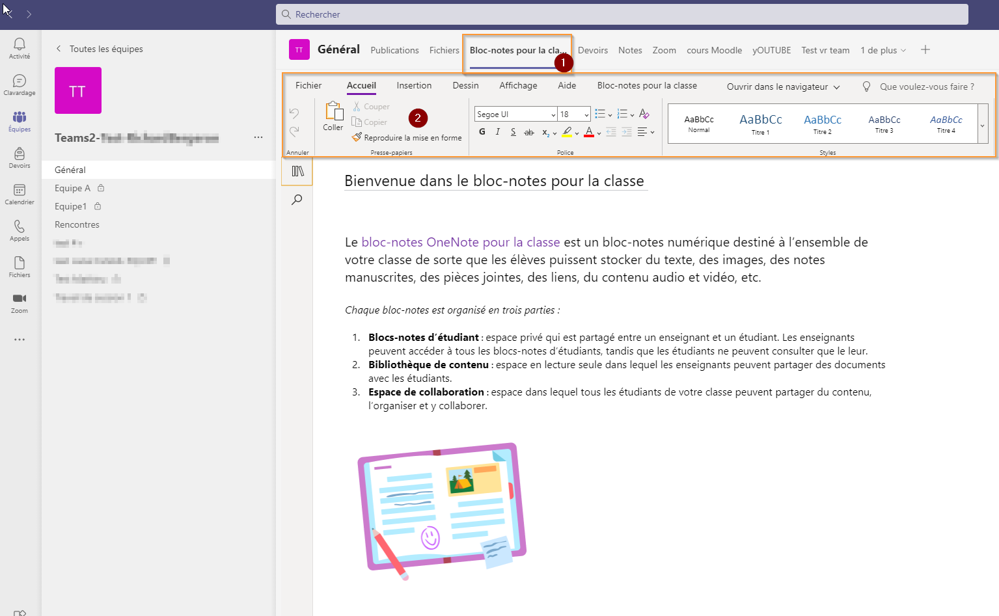 Rechercher
Activité
Clavardage
Équipes
Devoirs
Calendrier
Appels
Fichiers
Zoom
Toutes les équipes
TT
Teams2-
Général
Equipe A
Equipe1
Rencontres
TT
Général
Publications
Fichiers
Bloc-notes pour la cla...
Devoirs
Notes
Zoom
cours Moodle
yOUTUBE
Test vr team
1 de plus
1
Fichier
Accueil
Insertion
Dessin
Affichage
Aide
Bloc-notes pour la classe
Ouvrir dans le navigateur
Que voulez-vous faire ?
Annuler
Coller
Couper
Copier
Reproduire la mise en forme
2
Presse-papiers
Segoe UI
18
G I S ab x₂ A
Police
AaBbCc
Normal
AaBbCc
Titre 1
AaBbCc
Titre 2
AaBbCc
Titre 3
AaBbCc
Titre 4
Styles
Bienvenue dans le bloc-notes pour la classe
Le bloc-notes OneNote pour la classe est un bloc-notes numérique destiné à l’ensemble de
votre classe de sorte que les élèves puissent stocker du texte, des images, des notes
manuscrites, des pièces jointes, des liens, du contenu audio et vidéo, etc.
Chaque bloc-notes est organisé en trois parties :
1. Blocs-notes d’étudiant : espace privé qui est partagé entre un enseignant et un étudiant. Les enseignants
peuvent accéder à tous les blocs-notes d’étudiants, tandis que les étudiants ne peuvent consulter que le leur.
2. Bibliothèque de contenu : espace en lecture seule dans lequel les enseignants peuvent partager des documents
avec les étudiants.
3. Espace de collaboration : espace dans lequel tous les étudiants de votre classe peuvent partager du contenu,
l’organiser et y collaborer.